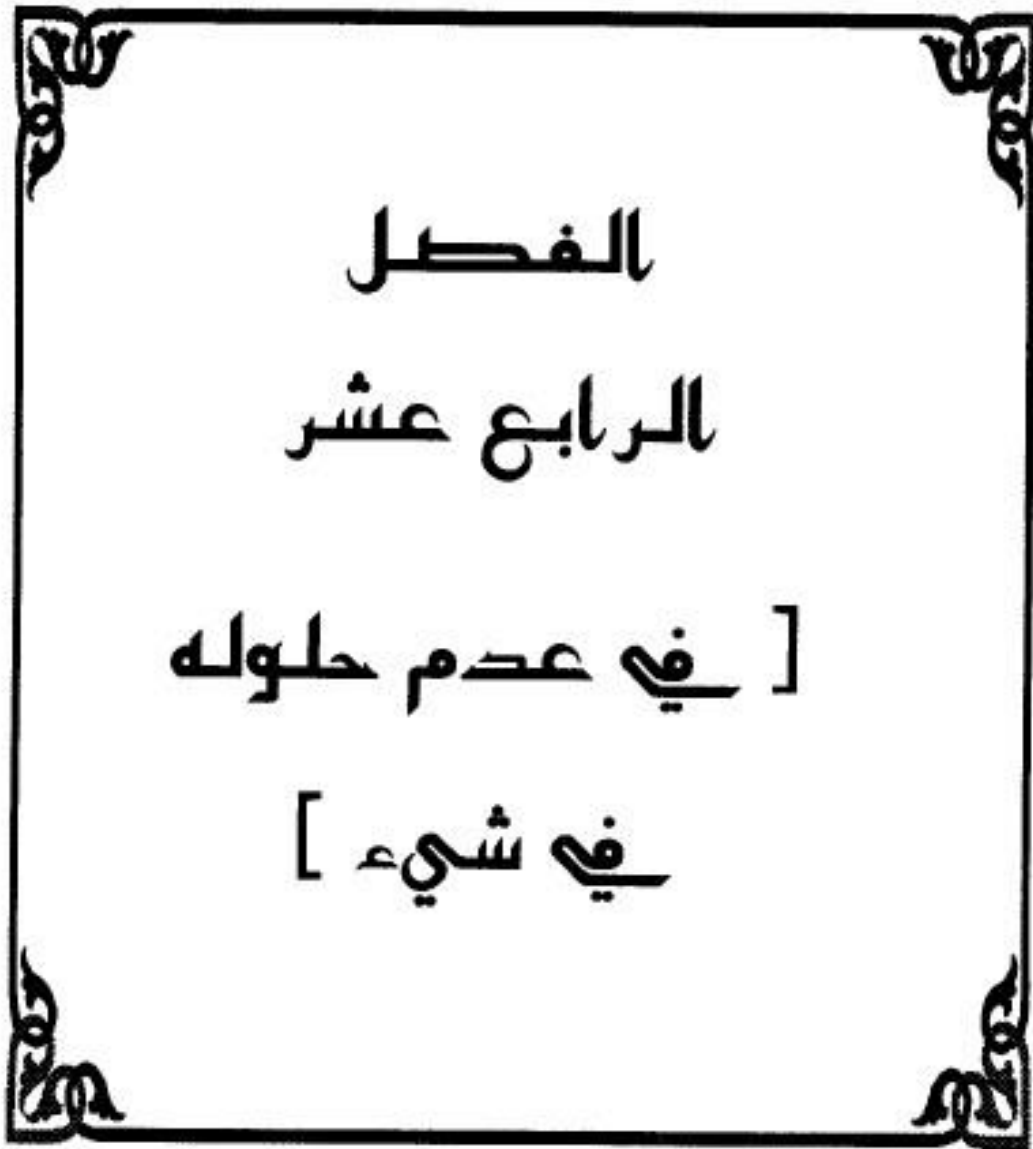 الفصل
الرابع عشر
[ في عدم حلوله
في شيء ]